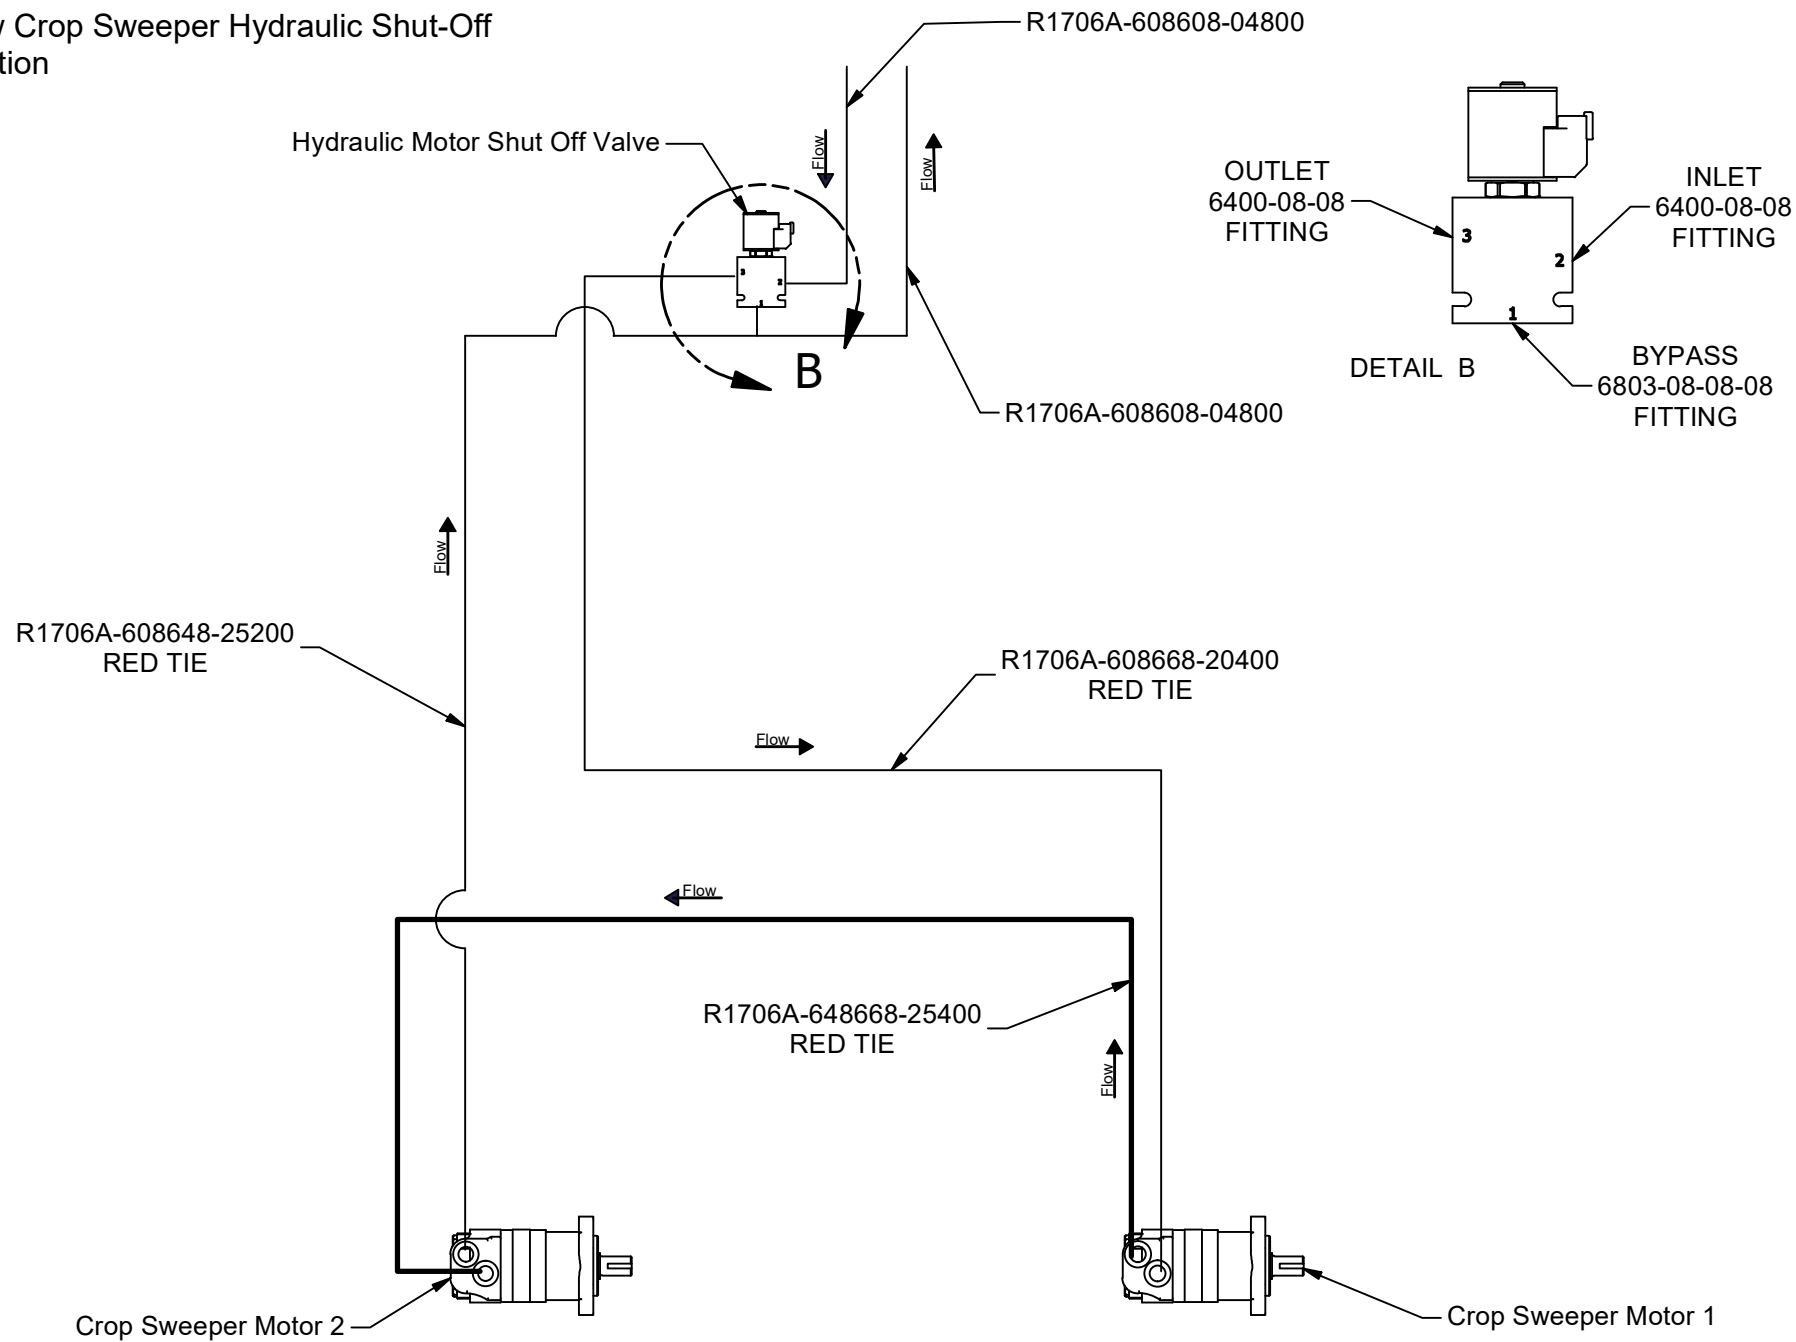 Crop Sweeper Hydraulic Shut-Off
R1706A-608608-04800
Hydraulic Motor Shut Off Valve
Flow
Flow
3
2
1
B
R1706A-608608-04800
OUTLET
6400-08-08
FITTING
INLET
6400-08-08
FITTING
3
2
1
DETAIL B
BYPASS
6803-08-08-08
FITTING
Flow
R1706A-608648-25200
RED TIE
R1706A-608668-20400
RED TIE
Flow
Flow
R1706A-648668-25400
RED TIE
Flow
Crop Sweeper Motor 2
Crop Sweeper Motor 1